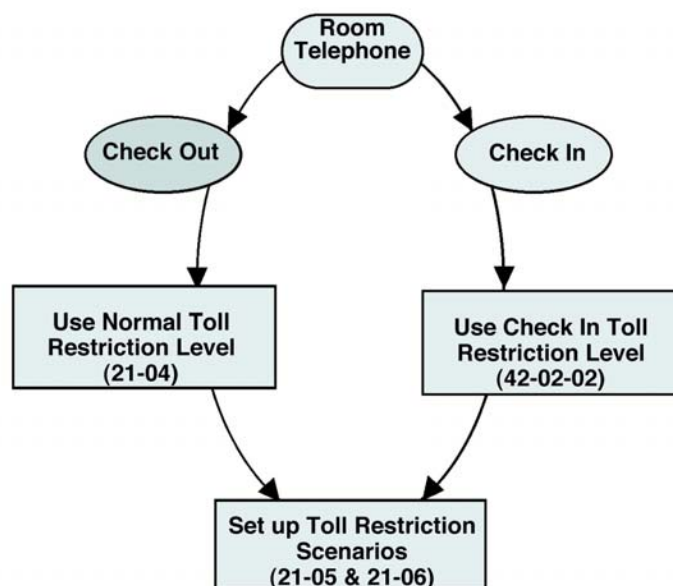 Room
Telephone
Check Out
Check In
Use Normal Toll
Restriction Level
(21-04)
Use Check In Toll
Restriction Level
(42-02-02)
Set up Toll Restriction
Scenarios
(21-05 & 21-06)